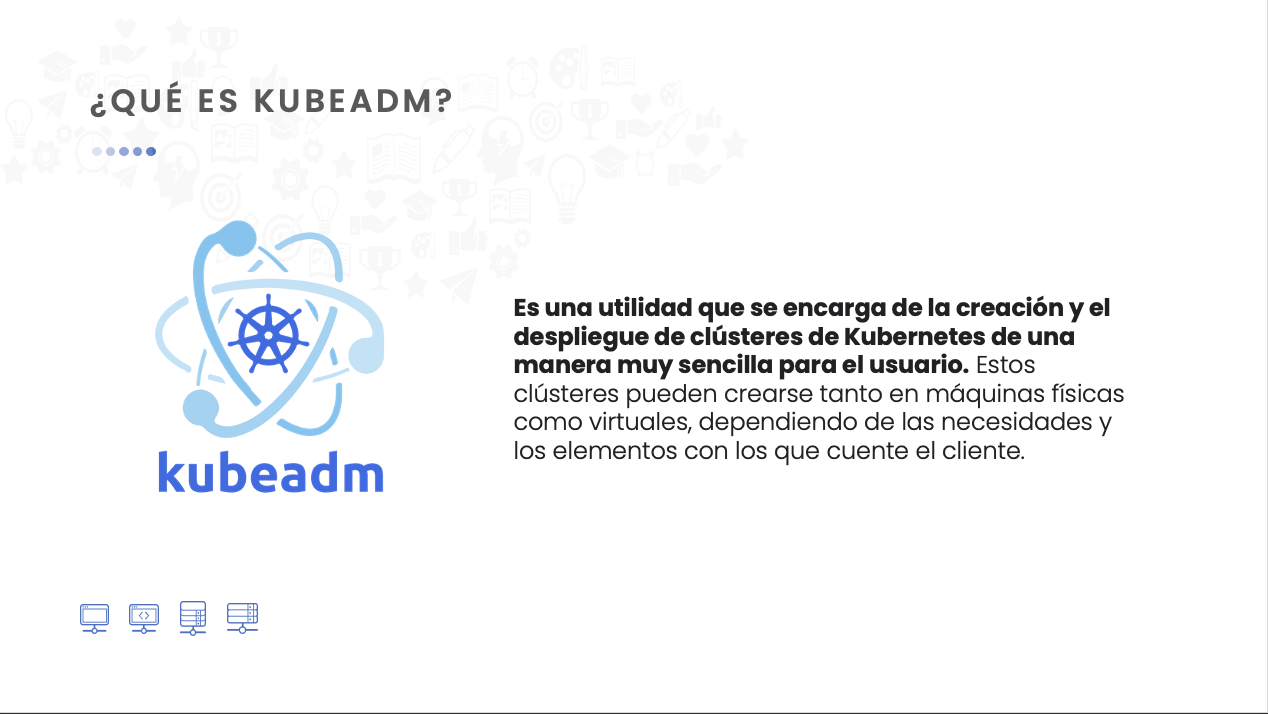 ¿QUÉ ES KUBEADM?
kubeadm
Es una utilidad que se encarga de la creación y el
despliegue de clústeres de Kubernetes de una
manera muy sencilla para el usuario. Estos
clústeres pueden crearse tanto en máquinas físicas
como virtuales, dependiendo de las necesidades y
los elementos con los que cuente el cliente.